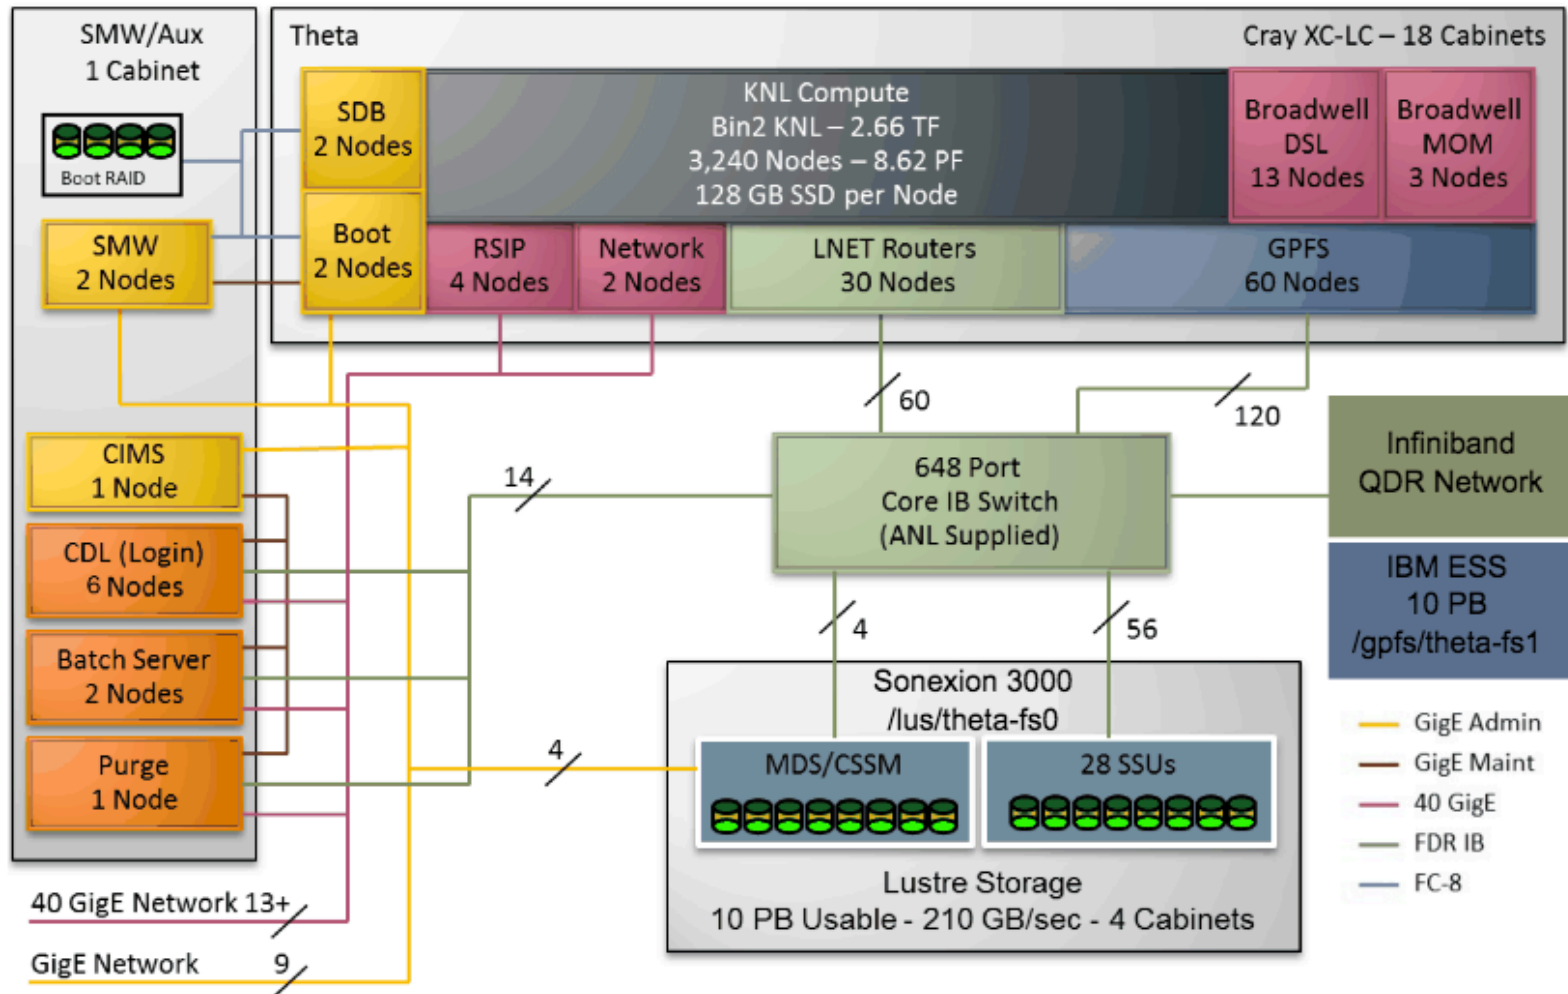 SMW/Aux
1 Cabinet
Boot RAID
SMW
2 Nodes
CIMS
1 Node
CDL (Login)
6 Nodes
Batch Server
2 Nodes
Purge
1 Node
40 GigE Network 13+
GigE Network 9
Theta
Cray XC-LC – 18 Cabinets
SDB
2 Nodes
Boot
2 Nodes
KNL Compute
Bin2 KNL – 2.66 TF
3,240 Nodes – 8.62 PF
128 GB SSD per Node
Broadwell
DSL
13 Nodes
Broadwell
MOM
3 Nodes
RSIP
4 Nodes
Network
2 Nodes
LNET Routers
30 Nodes
GPFS
60 Nodes
60
120
14
648 Port
Core IB Switch
(ANL Supplied)
Infiniband
QDR Network
IBM ESS
10 PB
/gpfs/theta-fs1
4
56
4
Sonexion 3000
/lus/theta-fs0
MDS/CSSM
28 SSUs
Lustre Storage
10 PB Usable - 210 GB/sec - 4 Cabinets
GigE Admin
GigE Maint
40 GigE
FDR IB
FC-8